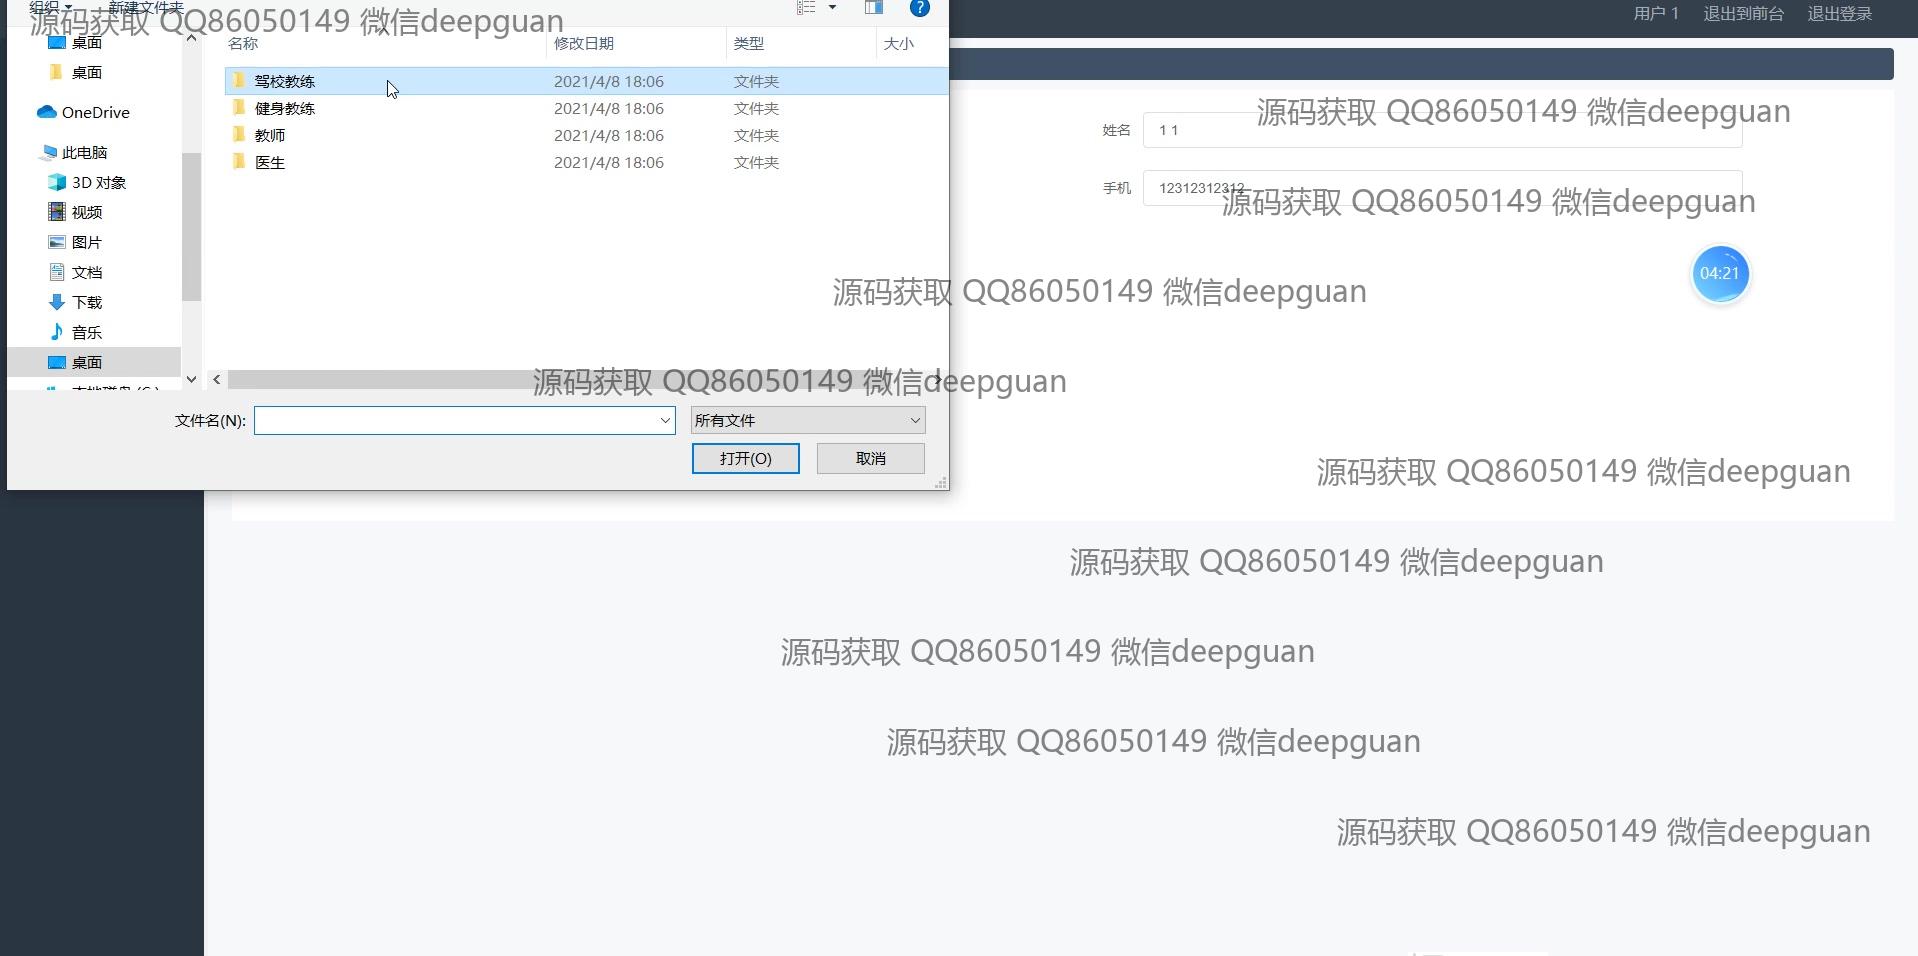 组织 新建文件夹
用户 1 退出到前台 退出登录
源码获取 QQ86050149 微信deepguan
桌面
桌面
OneDrive
此电脑
3D 对象
视频
图片
文档
下载
音乐
桌面
名称 修改日期 类型 大小
驾校教练 2021/4/8 18:06 文件夹
健身教练 2021/4/8 18:06 文件夹
教师 2021/4/8 18:06 文件夹
医生 2021/4/8 18:06 文件夹
文件名(N): 所有文件
打开(O) 取消
姓名 1 1
源码获取 QQ86050149 微信deepguan
手机 12312312312
源码获取 QQ86050149 微信deepguan
04:21
源码获取 QQ86050149 微信deepguan
源码获取 QQ86050149 微信deepguan
源码获取 QQ86050149 微信deepguan
源码获取 QQ86050149 微信deepguan
源码获取 QQ86050149 微信deepguan
源码获取 QQ86050149 微信deepguan
源码获取 QQ86050149 微信deepguan